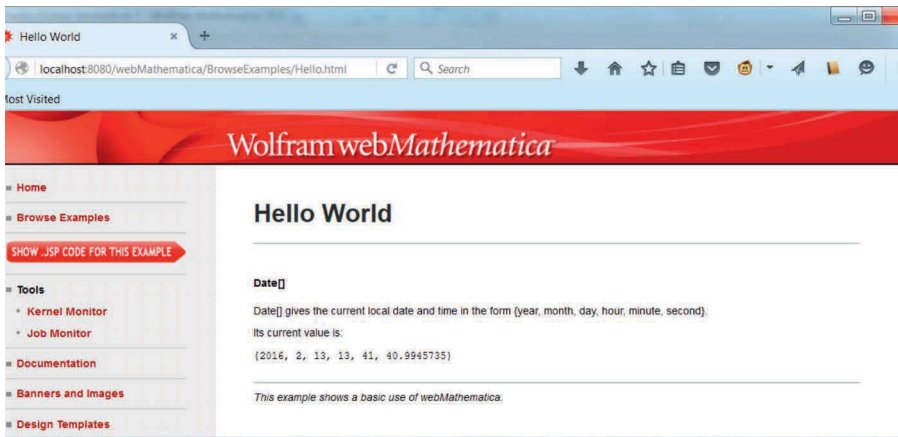 Hello World × +
localhost:8080/webMathematica/BrowseExamples/Hello.html Search
Most Visited
Wolfram webMathematica
Home
Browse Examples
SHOW .JSP CODE FOR THIS EXAMPLE
Tools
Kernel Monitor
Job Monitor
Documentation
Banners and Images
Design Templates
Hello World
Date[]
Date[] gives the current local date and time in the form {year, month, day, hour, minute, second}.
Its current value is:
{2016, 2, 13, 13, 41, 40.9945735}
This example shows a basic use of webMathematica.